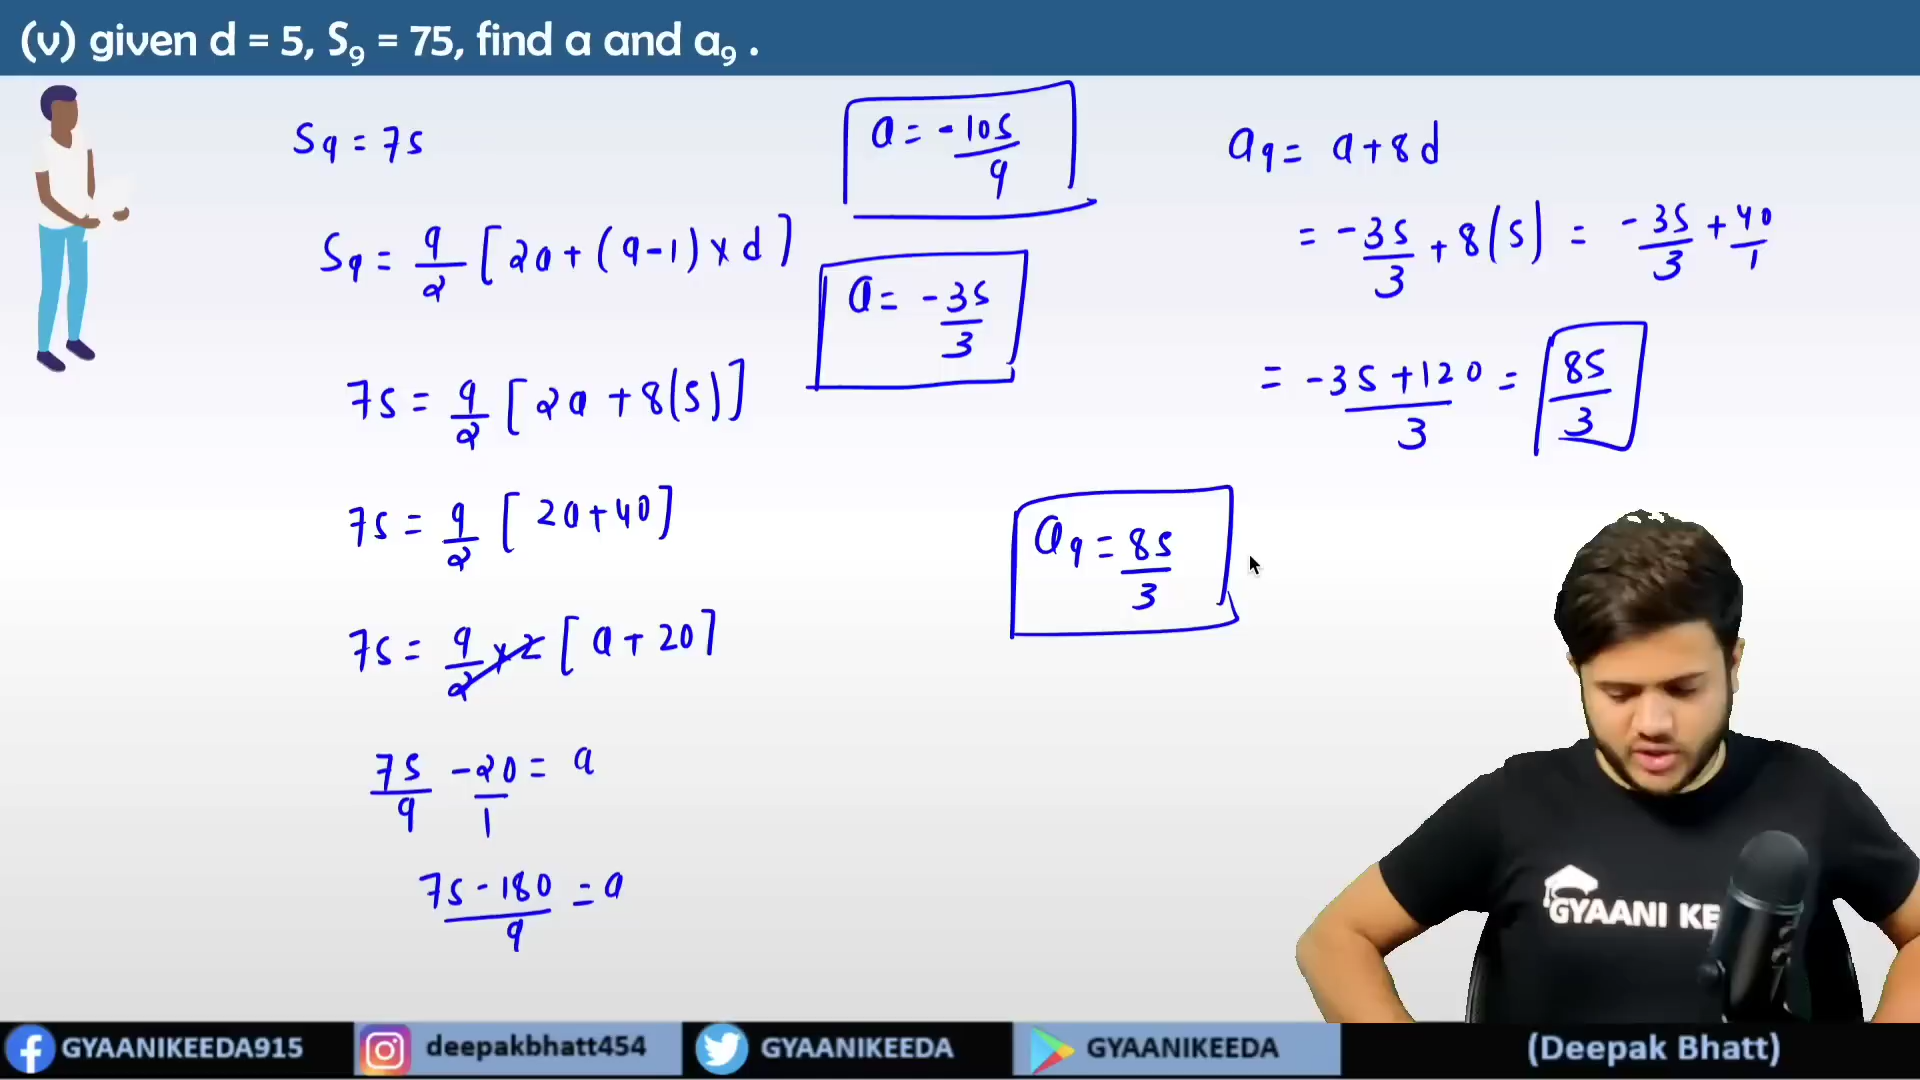 (v) given d = 5, S₉ = 75, find a and a₉ .
S₉ = 75
S₉ = 9/2 [2a + (9-1) × d]
75 = 9/2 [2a + 8(5)]
75 = 9/2 [2a + 40]
75 = 9/2 × 2 [a + 20]
75/9 - 20/1 = a
75 - 180/9 = a
a = -105/9
a = -35/3
a₉ = a + 8d
= -35/3 + 8(5) = -35/3 + 40/1
= -35 + 120/3 = 85/3
a₉ = 85/3
GYAANI KE
GYAANIKEEDA915
deepakbhatt454
GYAANIKEEDA
GYAANIKEEDA
(Deepak Bhatt)